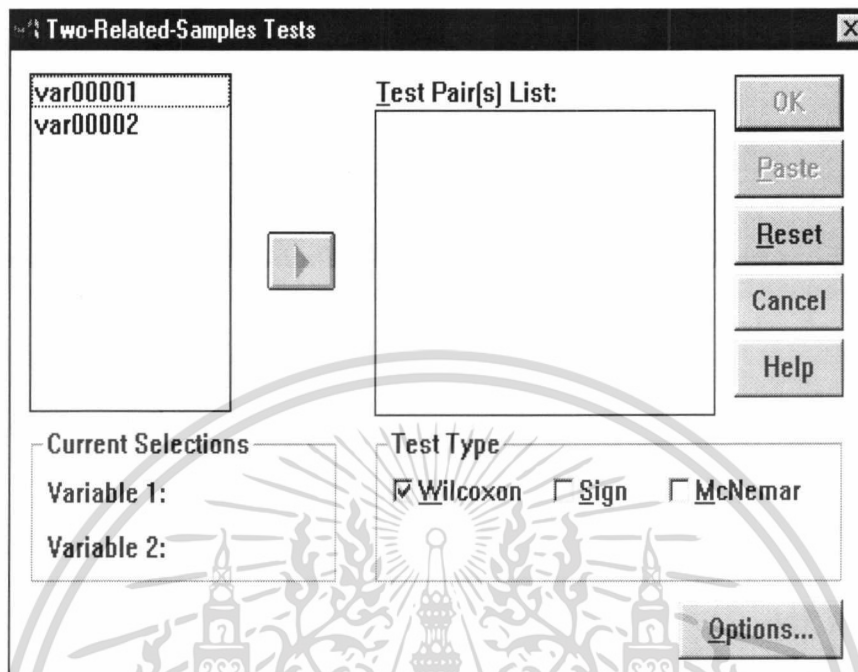 Two-Related-Samples Tests
var00001
var00002
Test Pair(s) List:
OK
Paste
Reset
Cancel
Help
Current Selections
Variable 1:
Variable 2:
Test Type
Wilcoxon
Sign
McNemar
Options...